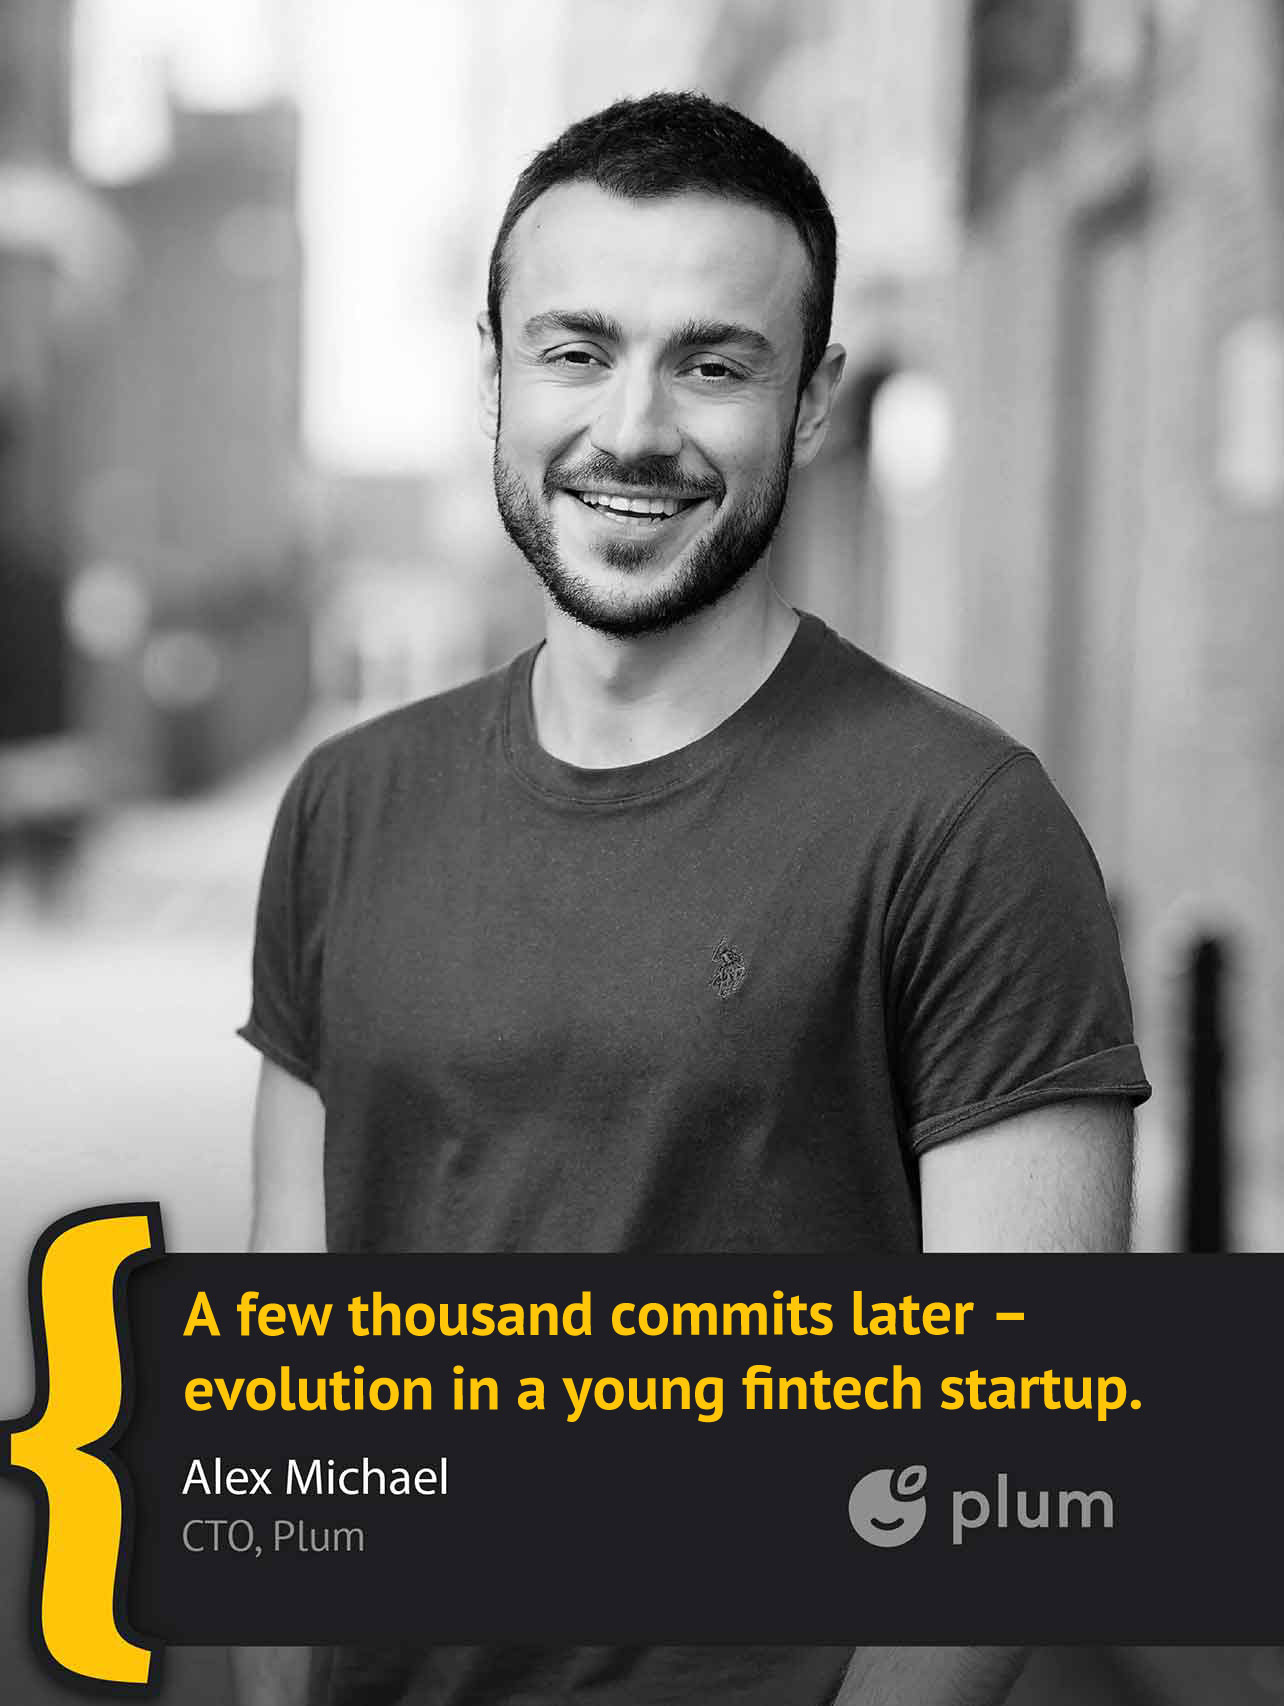 A few thousand commits later –
evolution in a young fintech startup.
Alex Michael
CTO, Plum
plum